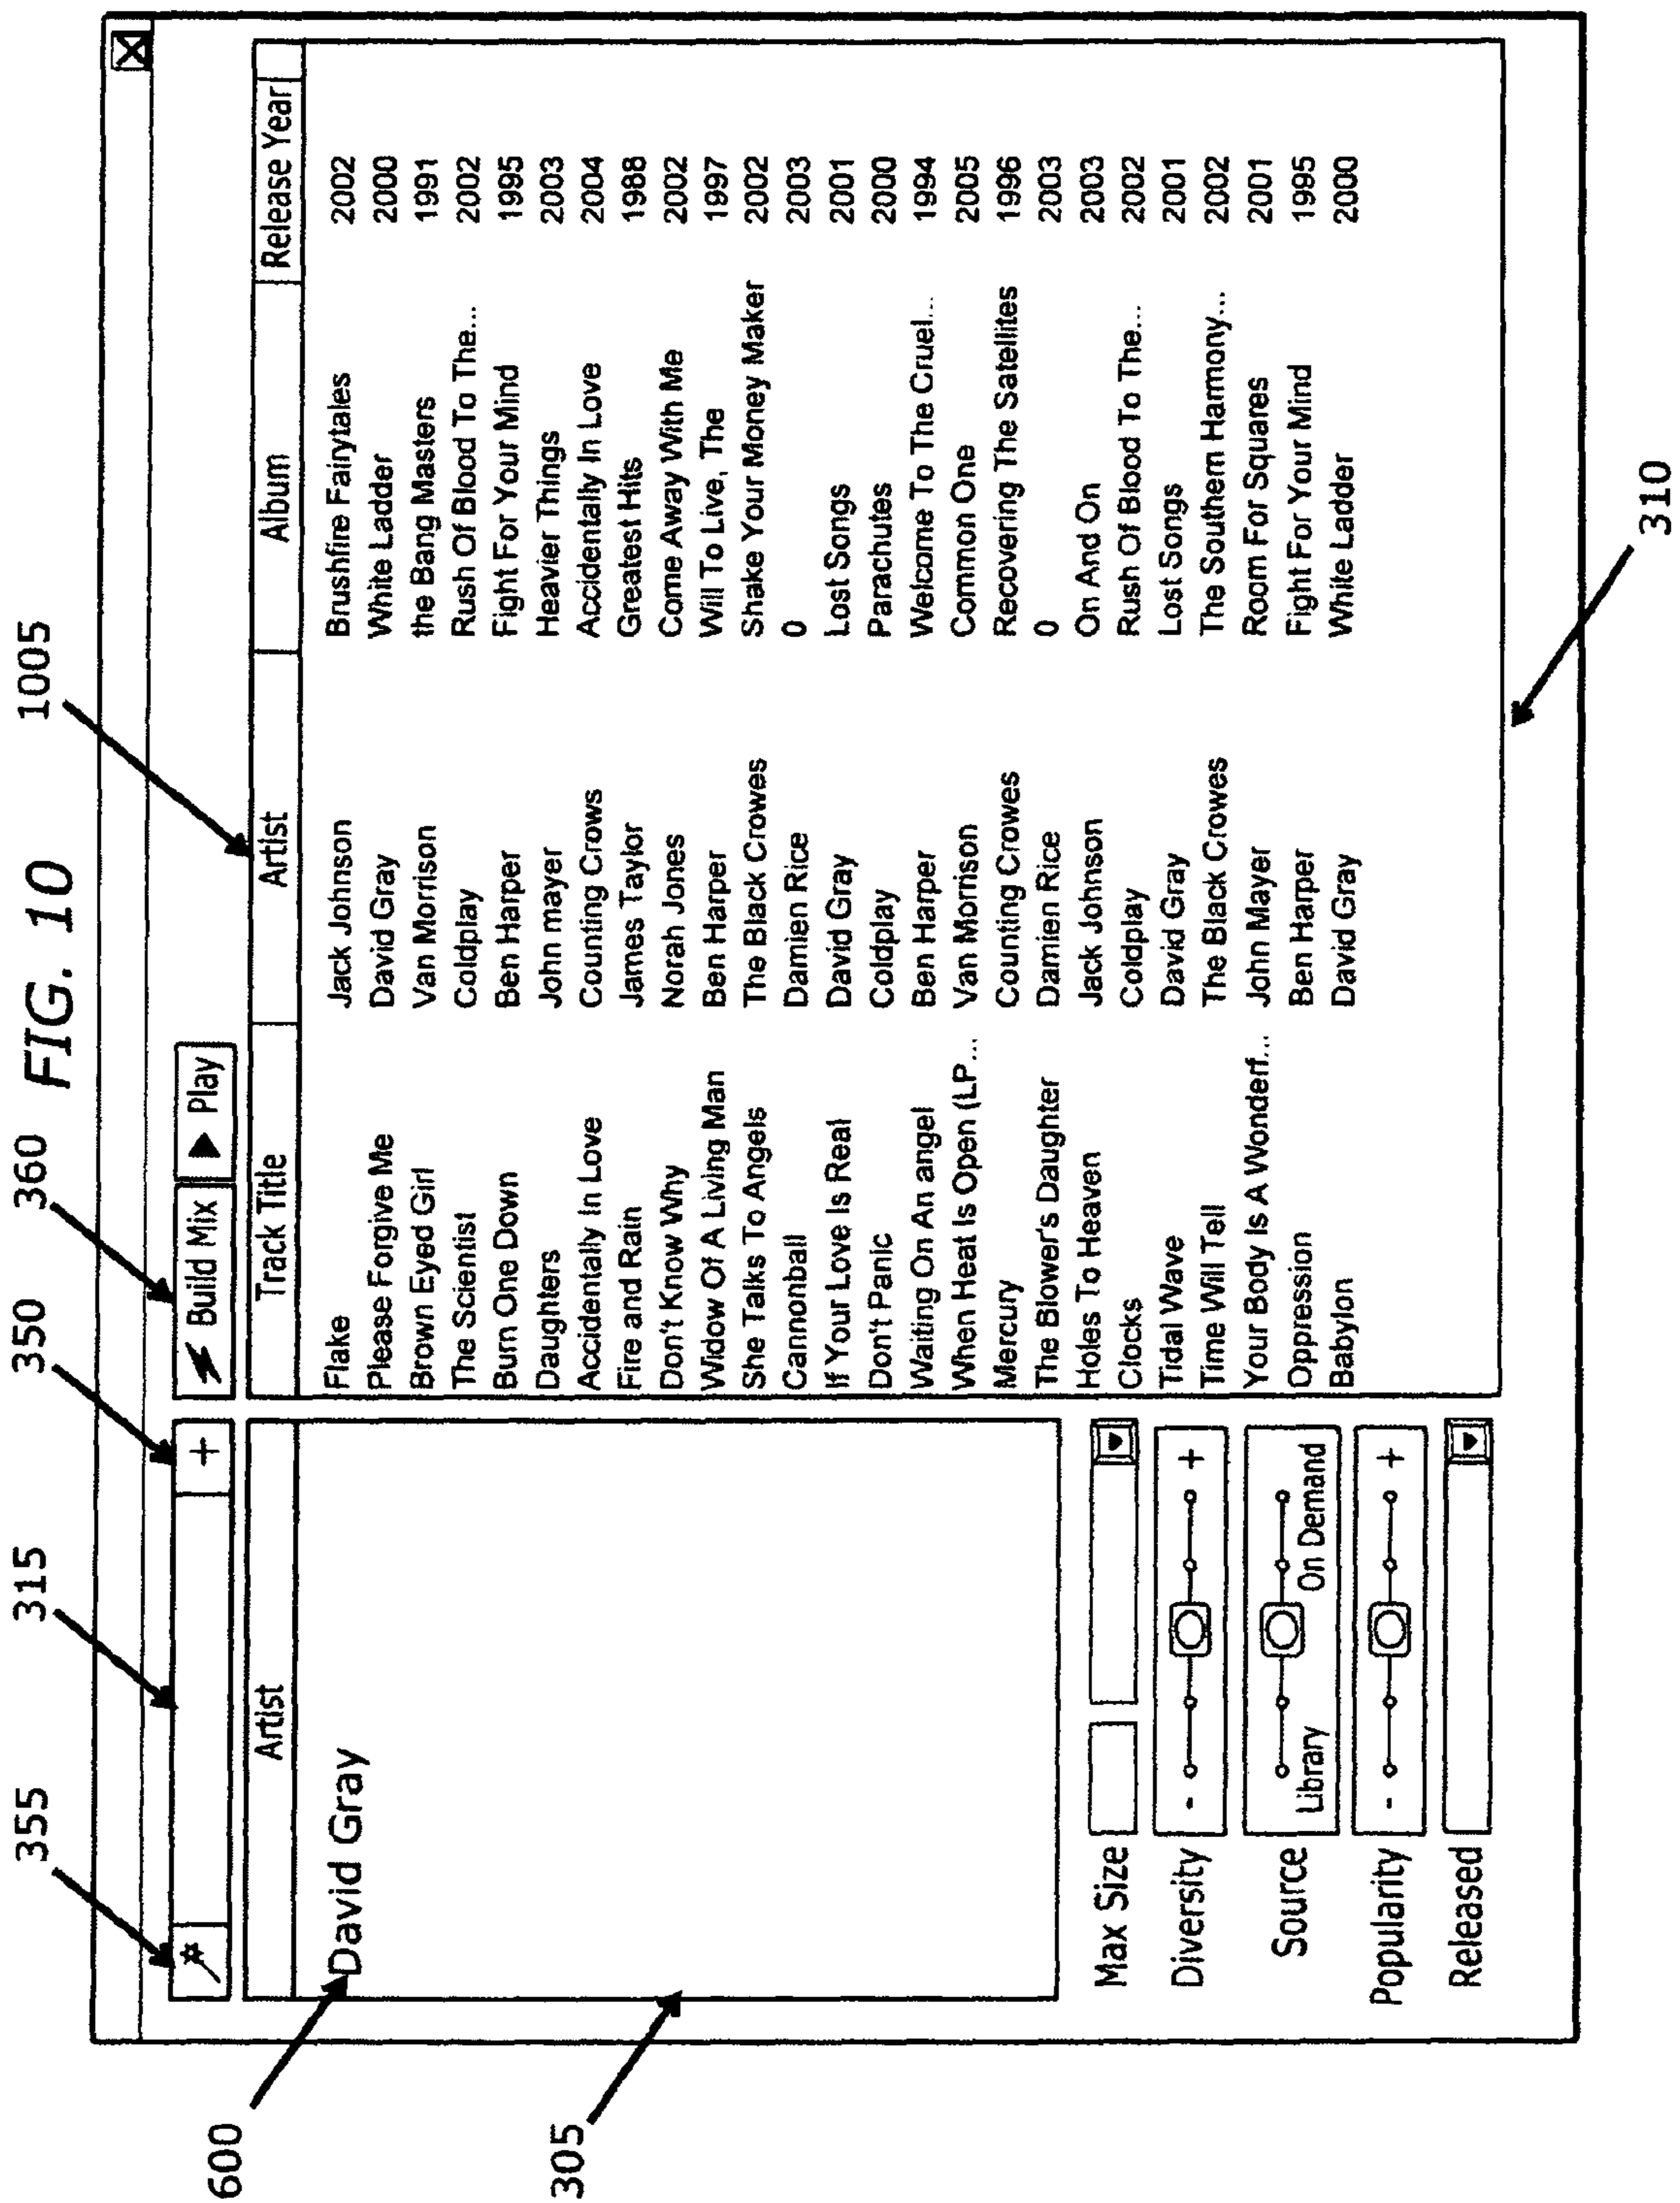 FIG. 10
355
315
350
360
1005
600
305
310
+
Build Mix
Play
Artist
David Gray
Max Size
Diversity
- +
Source
Library On Demand
Popularity
- +
Released
Track Title Artist Album Release Year
Flake Jack Johnson Brushfire Fairytales 2002
Please Forgive Me David Gray White Ladder 2000
Brown Eyed Girl Van Morrison the Bang Masters 1991
The Scientist Coldplay Rush Of Blood To The... 2002
Burn One Down Ben Harper Fight For Your Mind 1995
Daughters John mayer Heavier Things 2003
Accidentally In Love Counting Crows Accidentally In Love 2004
Fire and Rain James Taylor Greatest Hits 1988
Don't Know Why Norah Jones Come Away With Me 2002
Widow Of A Living Man Ben Harper Will To Live, The 1997
She Talks To Angels The Black Crowes Shake Your Money Maker 2002
Cannonball Damien Rice 0 2003
If Your Love Is Real David Gray Lost Songs 2001
Don't Panic Coldplay Parachutes 2000
Waiting On An angel Ben Harper Welcome To The Cruel... 1994
When Heat Is Open (LP... Van Morrison Common One 2005
Mercury Counting Crowes Recovering The Satellites 1996
The Blower's Daughter Damien Rice 0 2003
Holes To Heaven Jack Johnson On And On 2003
Clocks Coldplay Rush Of Blood To The... 2002
Tidal Wave David Gray Lost Songs 2001
Time Will Tell The Black Crowes The Southern Harmony... 2002
Your Body Is A Wonderf... John Mayer Room For Squares 2001
Oppression Ben Harper Fight For Your Mind 1995
Babylon David Gray White Ladder 2000